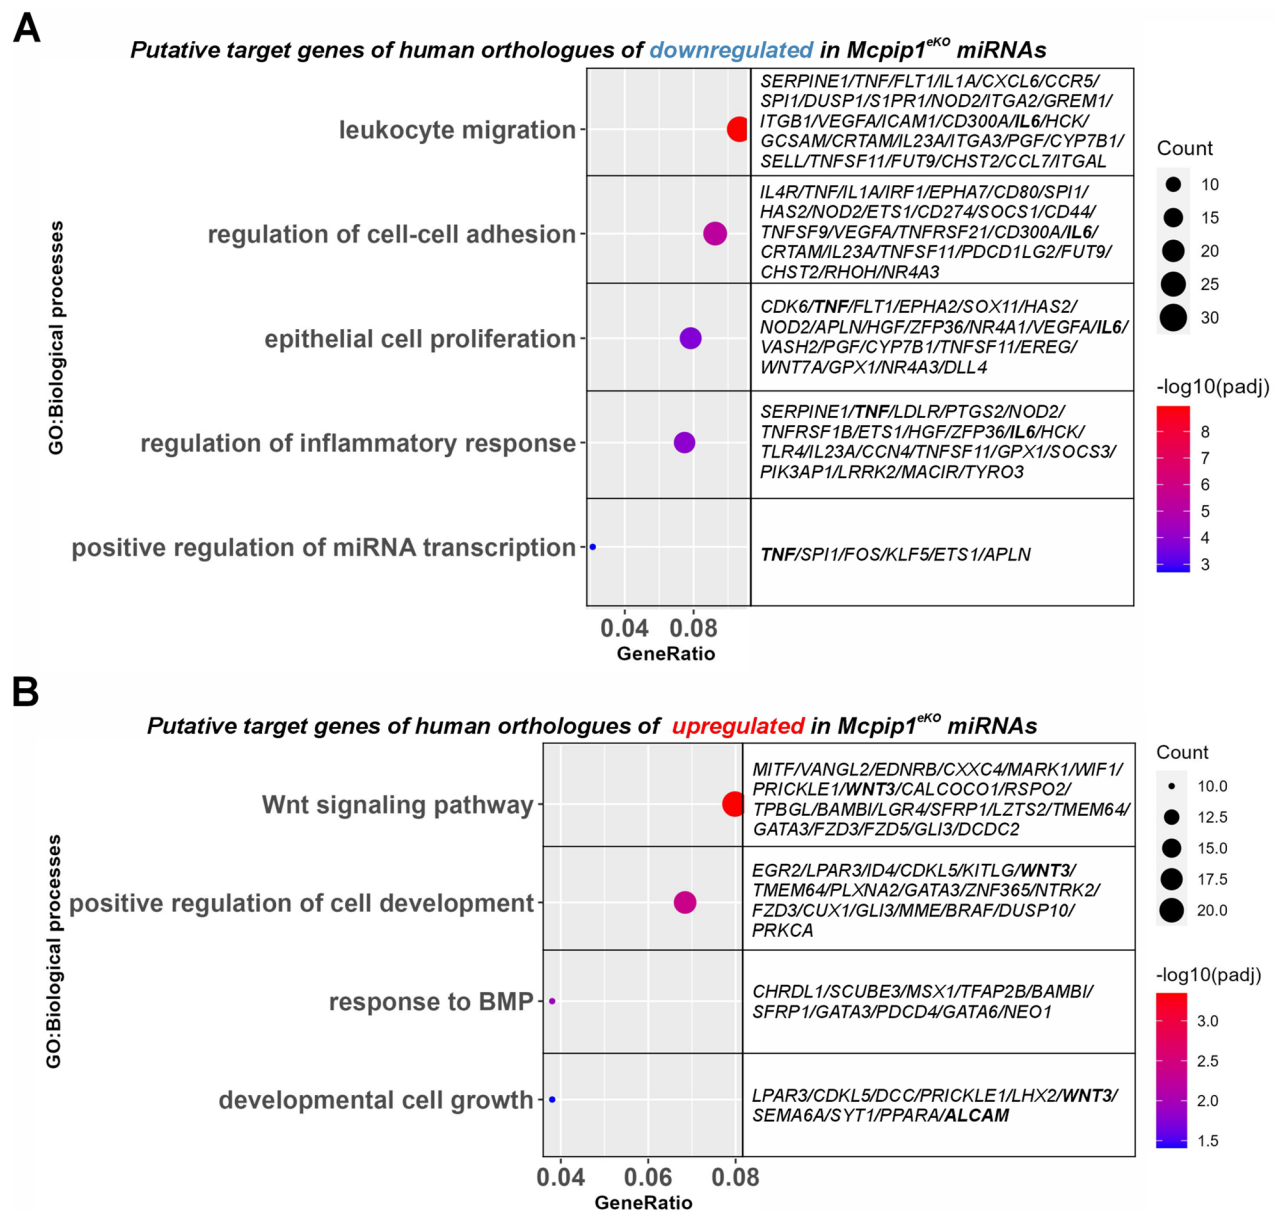 A
Putative target genes of human orthologues of downregulated in Mcpip1eKO miRNAs
GO:Biological processes
leukocyte migration
SERPINE1/TNF/FLT1/IL1A/CXCL6/CCR5/
SPI1/DUSP1/S1PR1/NOD2/ITGA2/GREM1/
ITGB1/VEGFA/ICAM1/CD300A/IL6/HCK/
GCSAM/CRTAM/IL23A/ITGA3/PGF/CYP7B1/
SELL/TNFSF11/FUT9/CHST2/CCL7/ITGAL
regulation of cell-cell adhesion
IL4R/TNF/IL1A/IRF1/EPHA7/CD80/SPI1/
HAS2/NOD2/ETS1/CD274/SOCS1/CD44/
TNFSF9/VEGFA/TNFRSF21/CD300A/IL6/
CRTAM/IL23A/TNFSF11/PDCD1LG2/FUT9/
CHST2/RHOH/NR4A3
epithelial cell proliferation
CDK6/TNF/FLT1/EPHA2/SOX11/HAS2/
NOD2/APLN/HGF/ZFP36/NR4A1/VEGFA/IL6/
VASH2/PGF/CYP7B1/TNFSF11/EREG/
WNT7A/GPX1/NR4A3/DLL4
regulation of inflammatory response
SERPINE1/TNF/LDLR/PTGS2/NOD2/
TNFRSF1B/ETS1/HGF/ZFP36/IL6/HCK/
TLR4/IL23A/CCN4/TNFSF11/GPX1/SOCS3/
PIK3AP1/LRRK2/MACIR/TYRO3
positive regulation of miRNA transcription
TNF/SPI1/FOS/KLF5/ETS1/APLN
0.04 0.08
GeneRatio
Count
10
15
20
25
30
-log10(padj)
8
7
6
5
4
3
B
Putative target genes of human orthologues of upregulated in Mcpip1eKO miRNAs
GO:Biological processes
Wnt signaling pathway
MITF/VANGL2/EDNRB/CXXC4/MARK1/WIF1/
PRICKLE1/WNT3/CALCOCO1/RSPO2/
TPBGL/BAMBI/LGR4/SFRP1/LZTS2/TMEM64/
GATA3/FZD3/FZD5/GLI3/DCDC2
positive regulation of cell development
EGR2/LPAR3/ID4/CDKL5/KITLG/WNT3/
TMEM64/PLXNA2/GATA3/ZNF365/NTRK2/
FZD3/CUX1/GLI3/MME/BRAF/DUSP10/
PRKCA
response to BMP
CHRDL1/SCUBE3/MSX1/TFAP2B/BAMBI/
SFRP1/GATA3/PDCD4/GATA6/NEO1
developmental cell growth
LPAR3/CDKL5/DCC/PRICKLE1/LHX2/WNT3/
SEMA6A/SYT1/PPARA/ALCAM
0.04 0.06 0.08
GeneRatio
Count
10.0
12.5
15.0
17.5
20.0
-log10(padj)
3.0
2.5
2.0
1.5